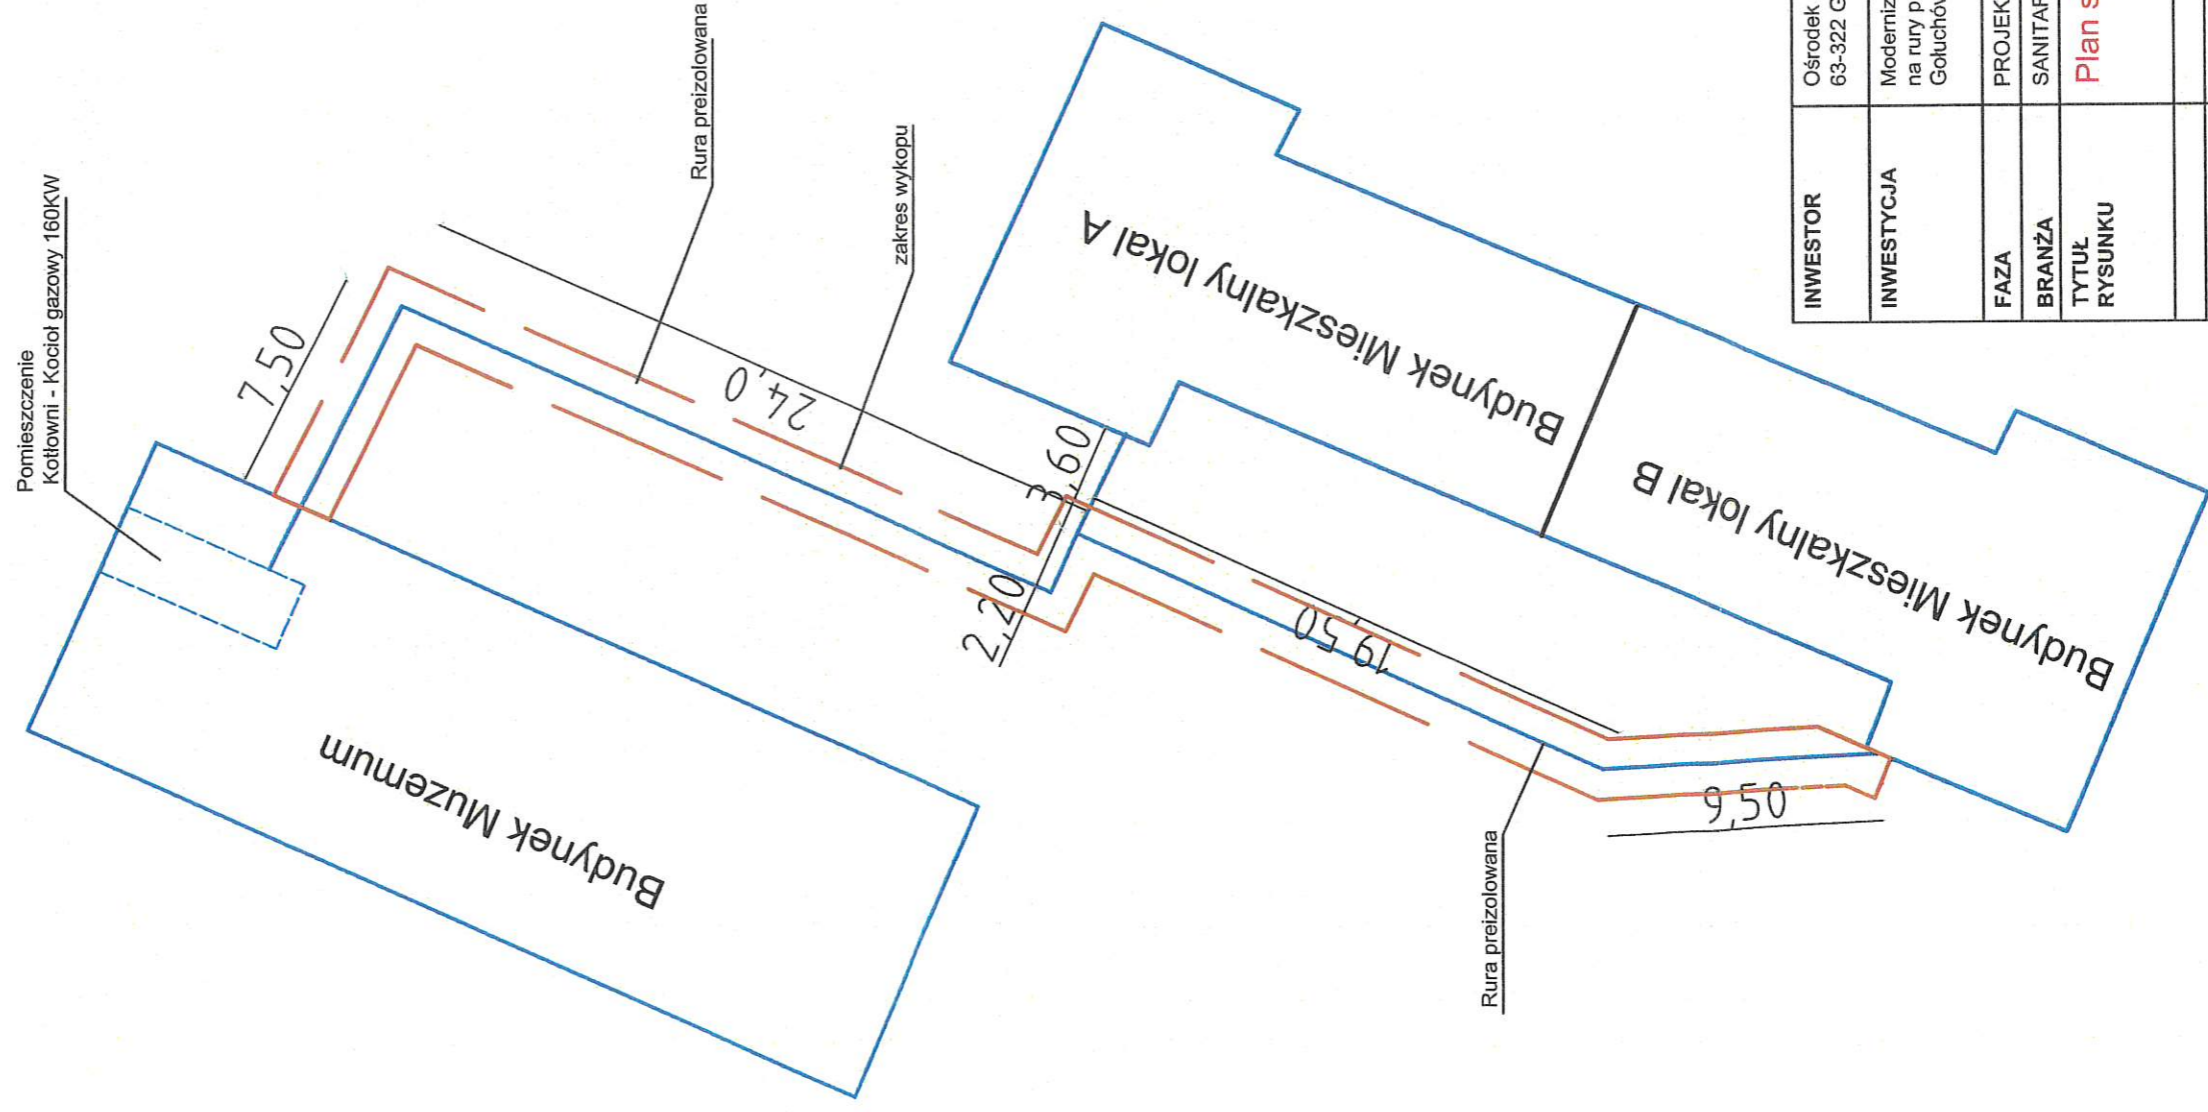 Pomieszczenie
Kotłowni - Kocioł gazowy 160KW
7,50
Rura preizolowana
zakres wykopu
24,0
3,60
2,20
19,50
9,50
Rura preizolowana
Budynek Muzemum
Budynek Mieszkalny lokal A
Budynek Mieszkalny lokal B
INWESTOR
Ośrodek
63-322 G
INWESTYCJA
Moderniz
na rury p
Gołuchów
FAZA
PROJEK
BRANŻA
SANITAR
TYTUŁ
RYSUNKU
Plan s